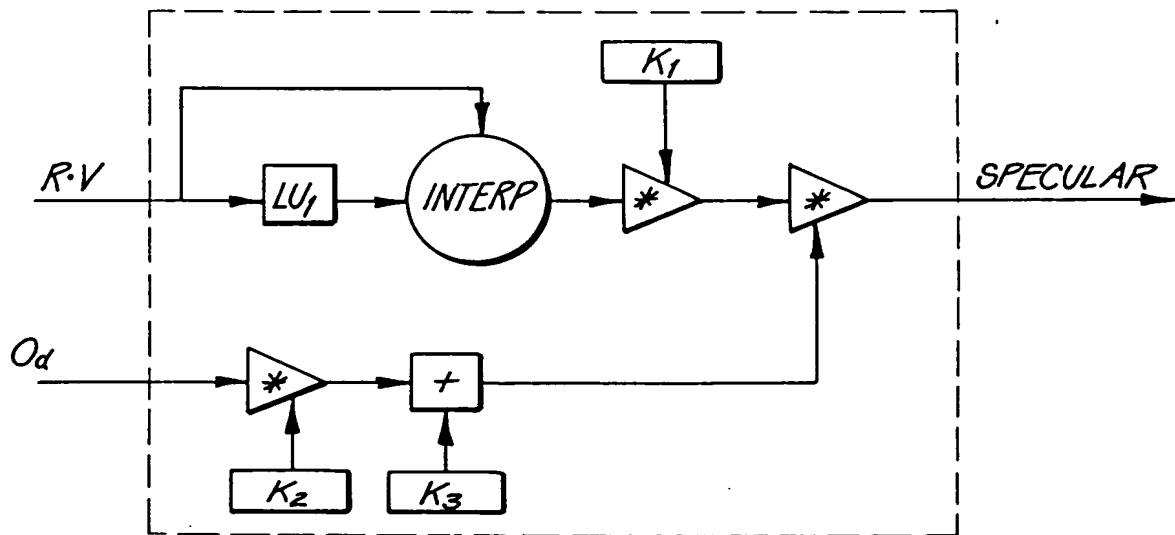 K1
R·V
LU1
INTERP
*
*
SPECULAR
Od
*
+
K2
K3